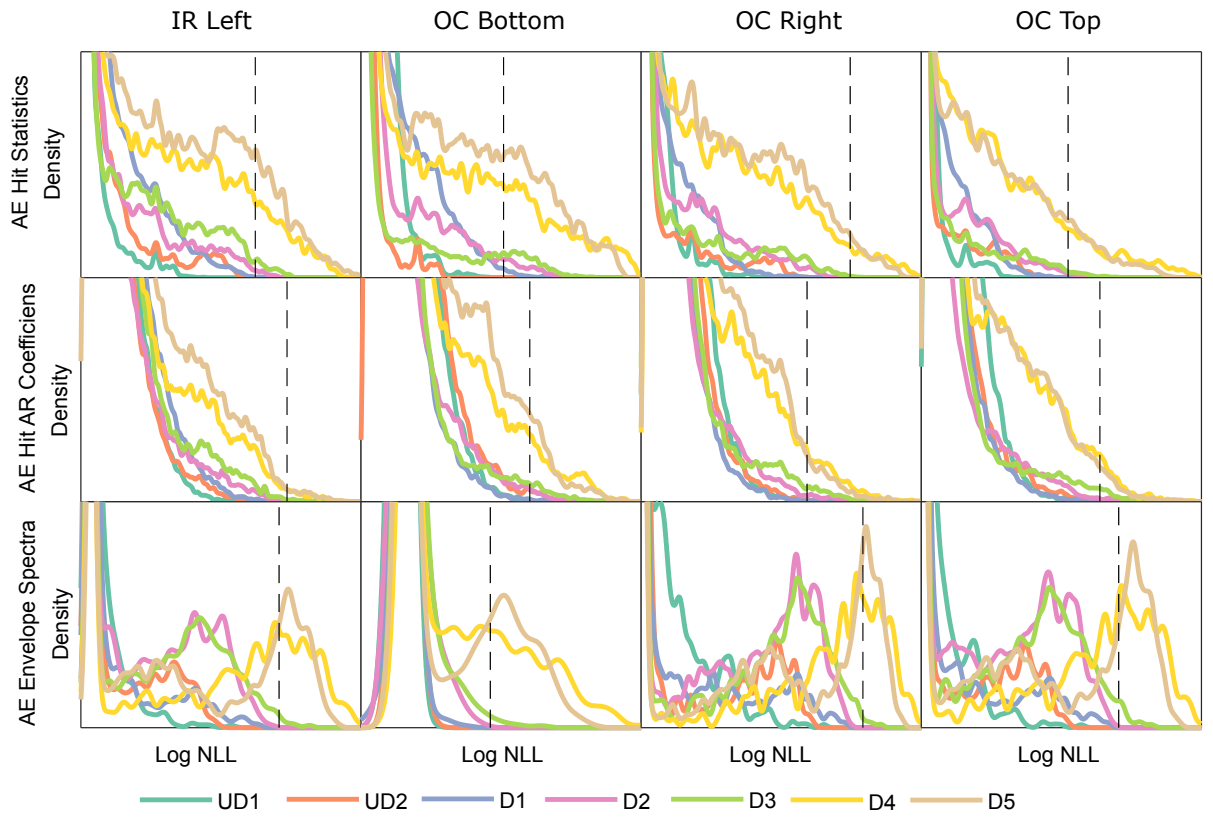 IR Left OC Bottom OC Right OC Top
AE Hit Statistics
Density
AE Hit AR Coefficiens
Density
AE Envelope Spectra
Density
Log NLL Log NLL Log NLL Log NLL
UD1 UD2 D1 D2 D3 D4 D5